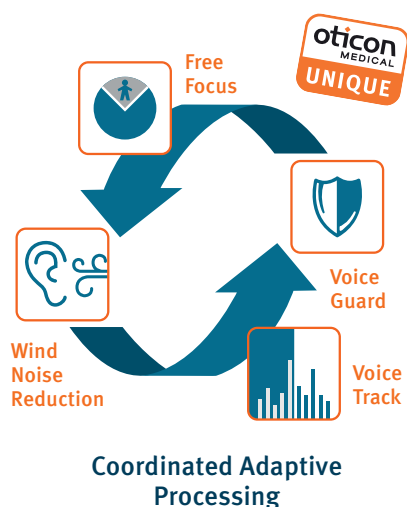 oticon
MEDICAL
UNIQUE
Free
Focus
Voice
Guard
Wind
Noise
Reduction
Voice
Track
Coordinated Adaptive
Processing